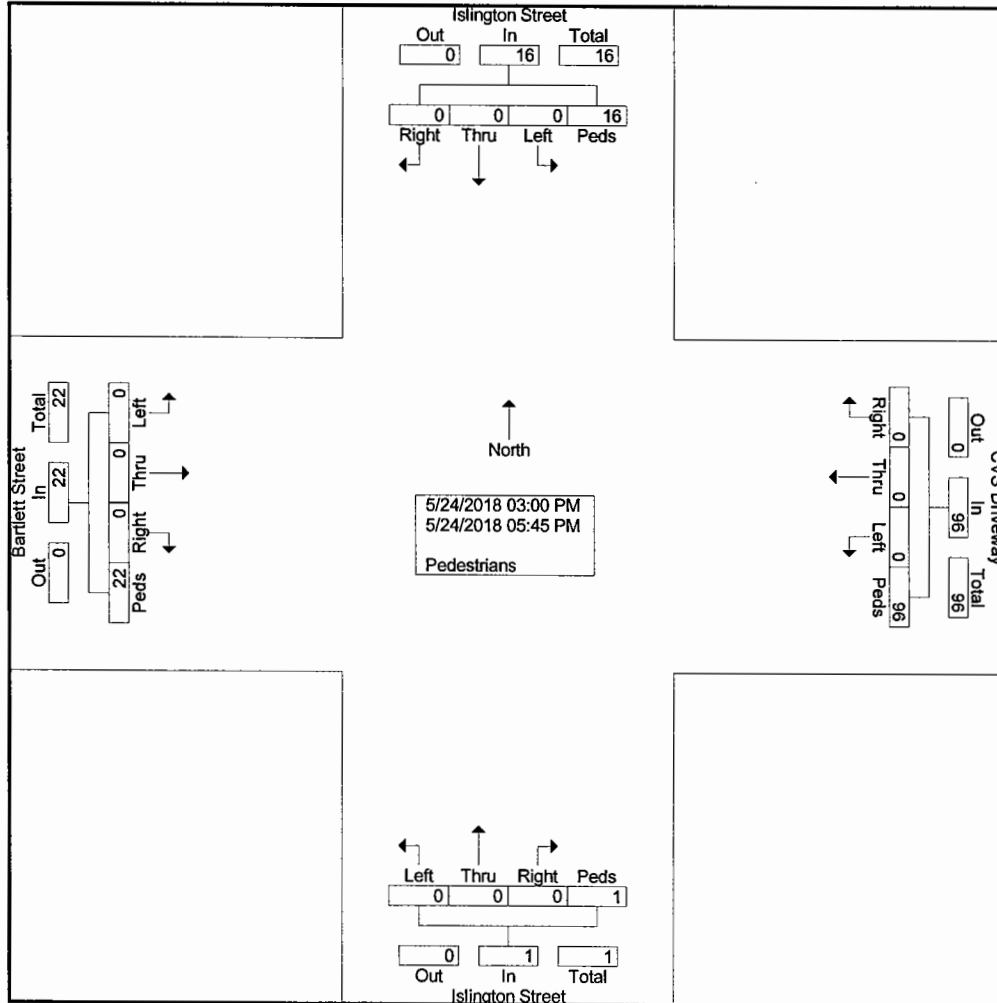 Islington Street
Out In Total
0 16 16
0 0 0 16
Right Thru Left Peds
Bartlett Street
Out In Total
0 22 22
Left Thru Right Peds
0 0 0 22
North
5/24/2018 03:00 PM
5/24/2018 05:45 PM
Pedestrians
Right Thru Left Peds
0 0 0 96
Out In Total
0 96 96
CVS Driveway
Left Thru Right Peds
0 0 0 1
0 1 1
Out In Total
Islington Street